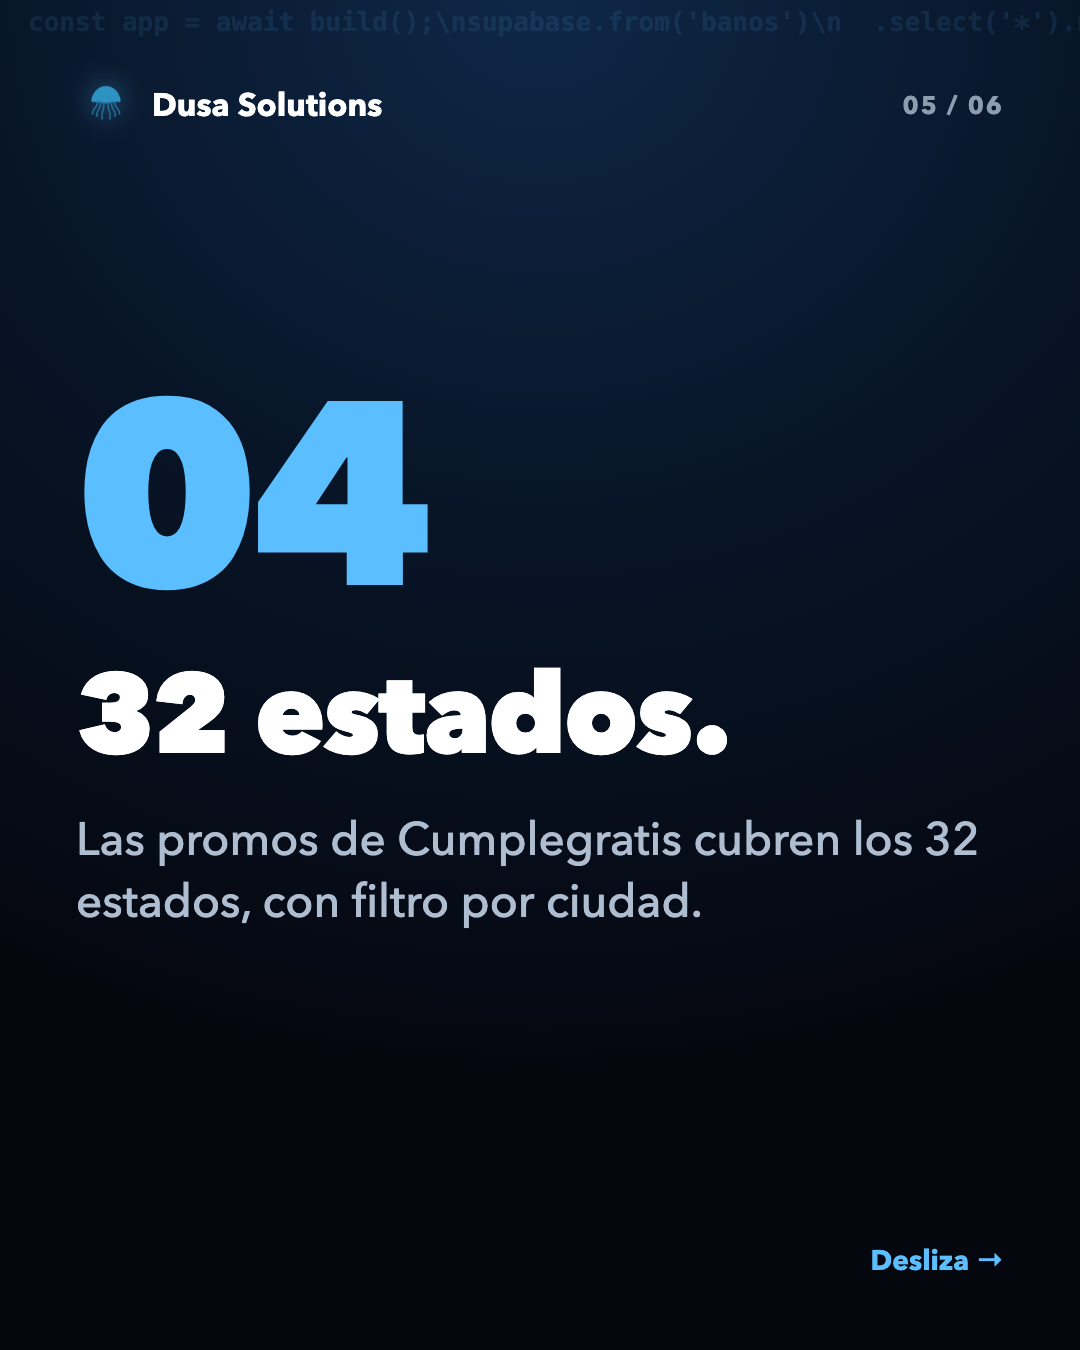 const app = await build();\nsupabase.from('banos')\n  .select('*').
Dusa Solutions
05 / 06
04
32 estados.
Las promos de Cumplegratis cubren los 32
estados, con filtro por ciudad.
Desliza →